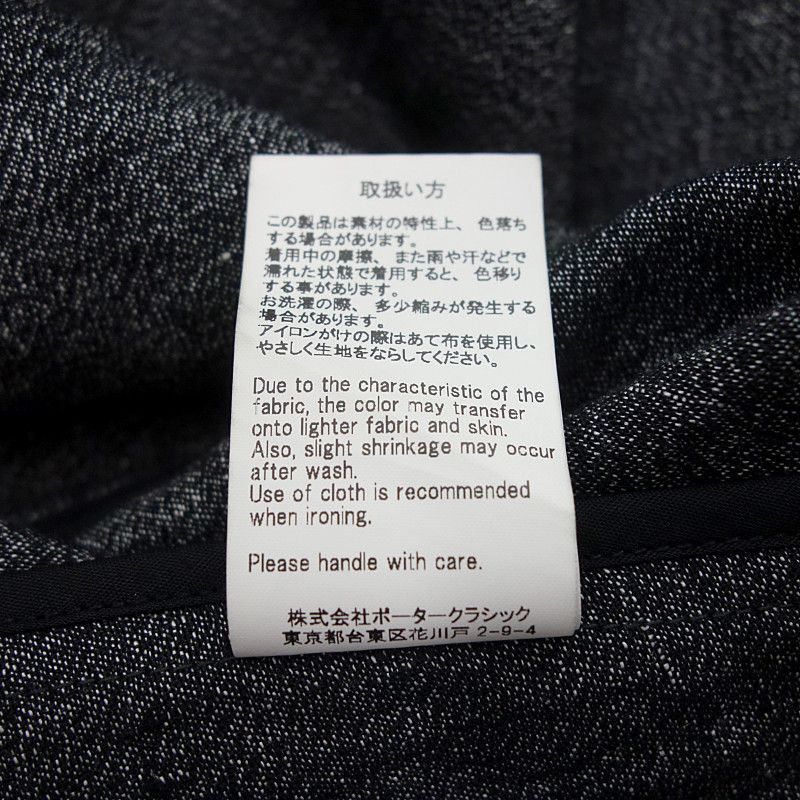 取扱い方
この製品は素材の特性上、色落ち
する場合があります。
着用中の摩擦、また雨や汗などで
濡れた状態で着用すると、色移り
する事があります。
お洗濯の際、多少縮みが発生する
場合があります。
アイロンがけの際はあて布を使用し、
やさしく生地をならしてください。
Due to the characteristic of the
fabric, the color may transfer
onto lighter fabric and skin.
Also, slight shrinkage may occur
after wash.
Use of cloth is recommended
when ironing.
Please handle with care.
株式会社ポータークラシック
東京都台東区花川戸 2-9-4